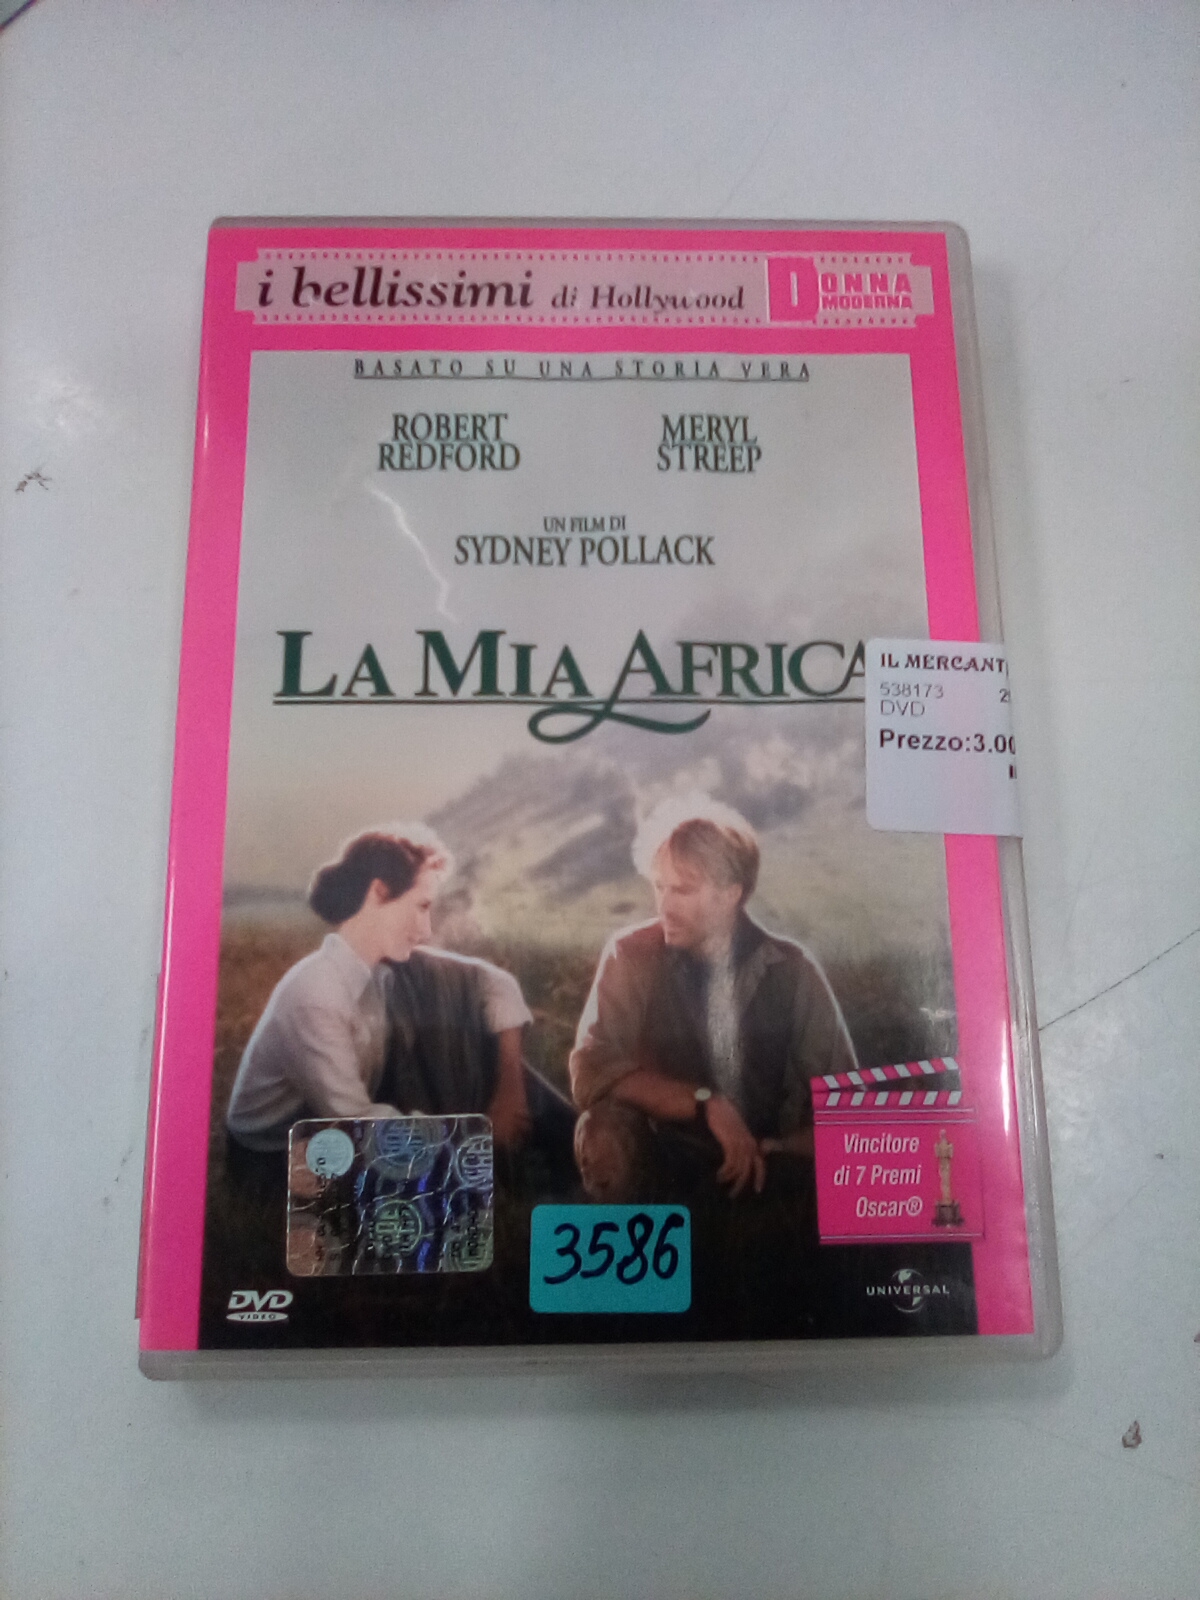 i bellissimi di Hollywood
DONNA
MODERNA
BASATO SU UNA STORIA VERA
ROBERT
REDFORD
MERYL
STREEP
UN FILM DI
SYDNEY POLLACK
LA MIA AFRICA
IL MERCANT
538173
DVD
Prezzo:3.00
Vincitore
di 7 Premi
Oscar®
3586
DVD
VIDEO
UNIVERSAL